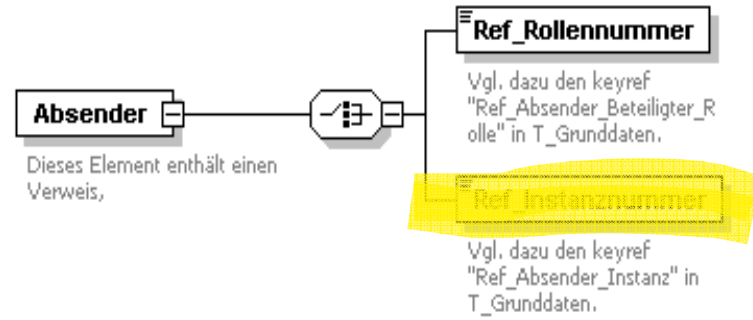 Ref_Rollennummer
Vgl. dazu den keyref
"Ref_Absender_Beteiligter_R
olle" in T_Grunddaten.
Absender
Dieses Element enthält einen
Verweis,
Ref_Instanznummer
Vgl. dazu den keyref
"Ref_Absender_Instanz" in
T_Grunddaten.